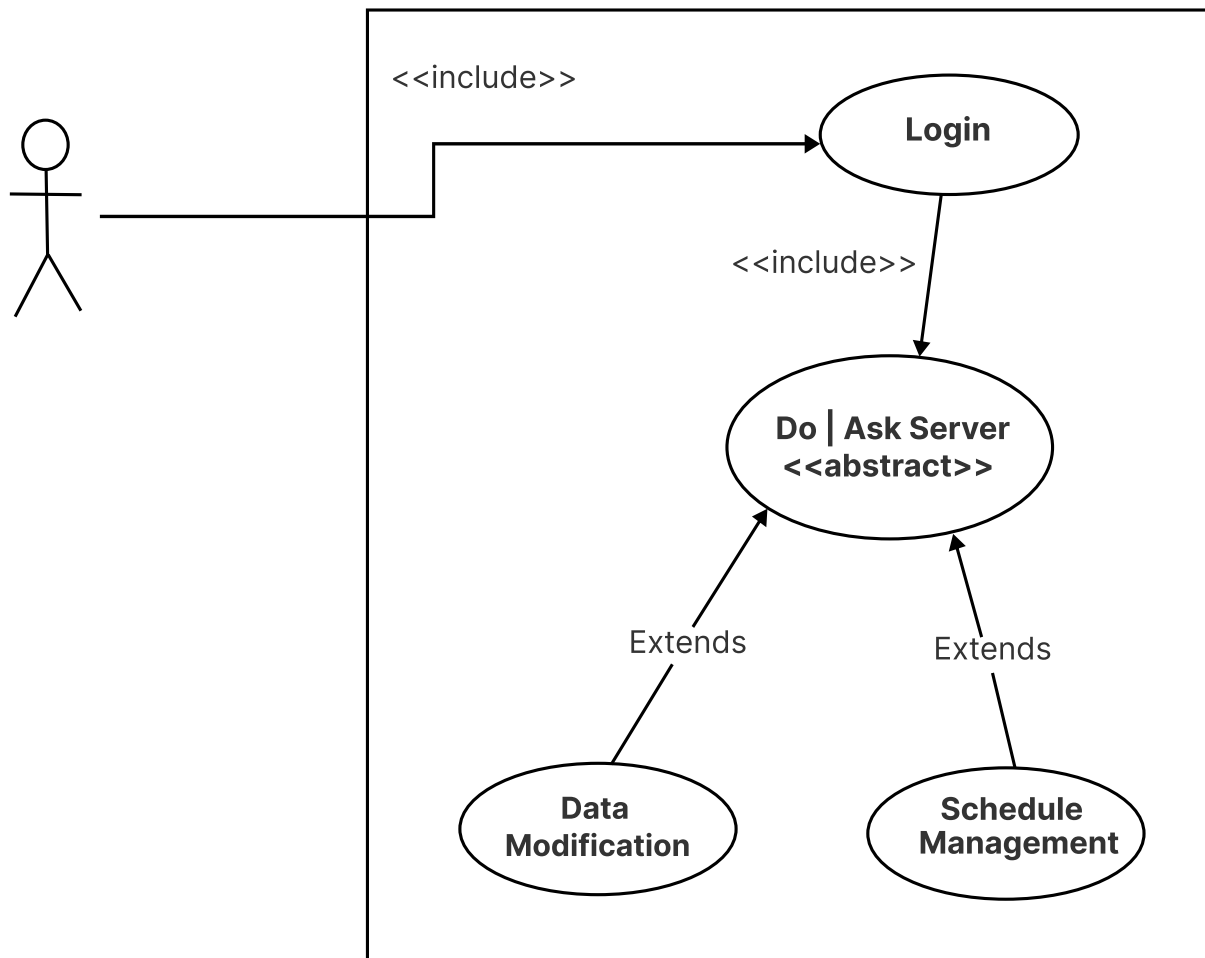 <<include>>
Login
<<include>>
Do | Ask Server
<<abstract>>
Extends
Extends
Data
Modification
Schedule
Management